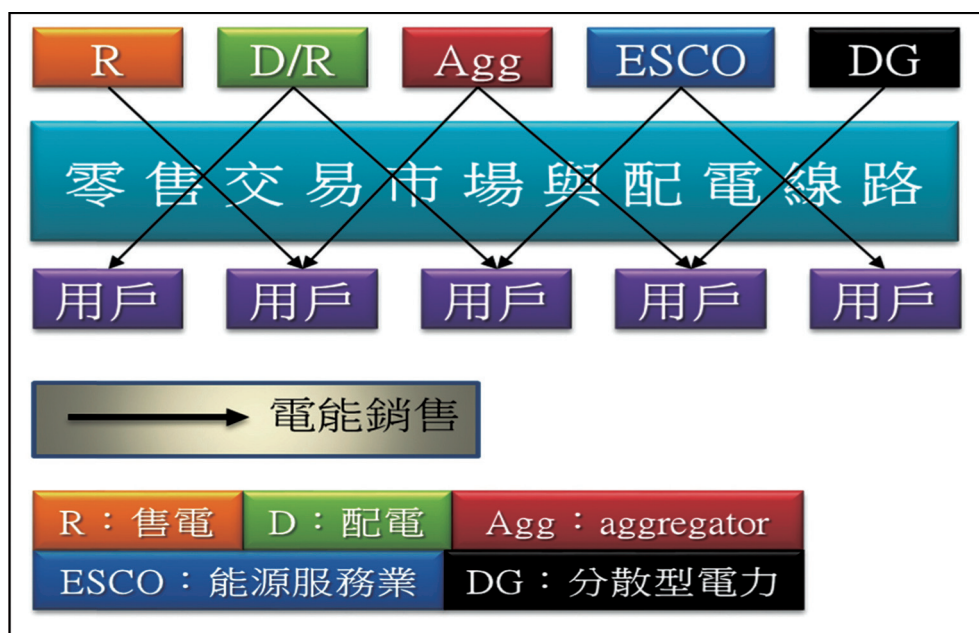 R D/R Agg ESCO DG
零售交易市場與配電線路
用戶 用戶 用戶 用戶 用戶
電能銷售
R：售電 D：配電 Agg：aggregator
ESCO：能源服務業 DG：分散型電力